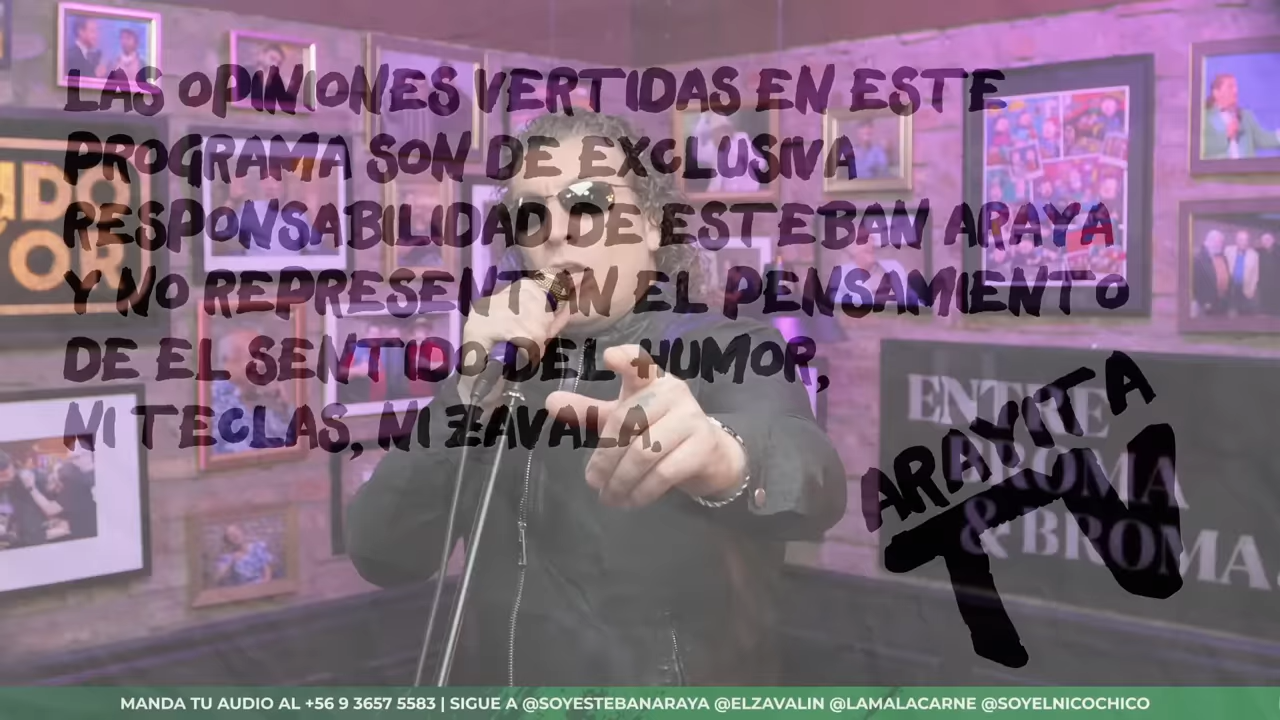 LAS OPINIONES VERTIDAS EN ESTE
PROGRAMA SON DE EXCLUSIVA
RESPONSABILIDAD DE ESTEBAN ARAYA
Y NO REPRESENTAN EL PENSAMIENTO
DE EL SENTIDO DEL HUMOR,
NI TECLAS, NI ZAVALA.
ARAYITA
TV
ENTRE
BROMA
& BROMA
MANDA TU AUDIO AL +56 9 3657 5583 | SIGUE A @SOYESTEBANARAYA @ELZAVALIN @LAMALACARNE @SOYELNICOCHICO